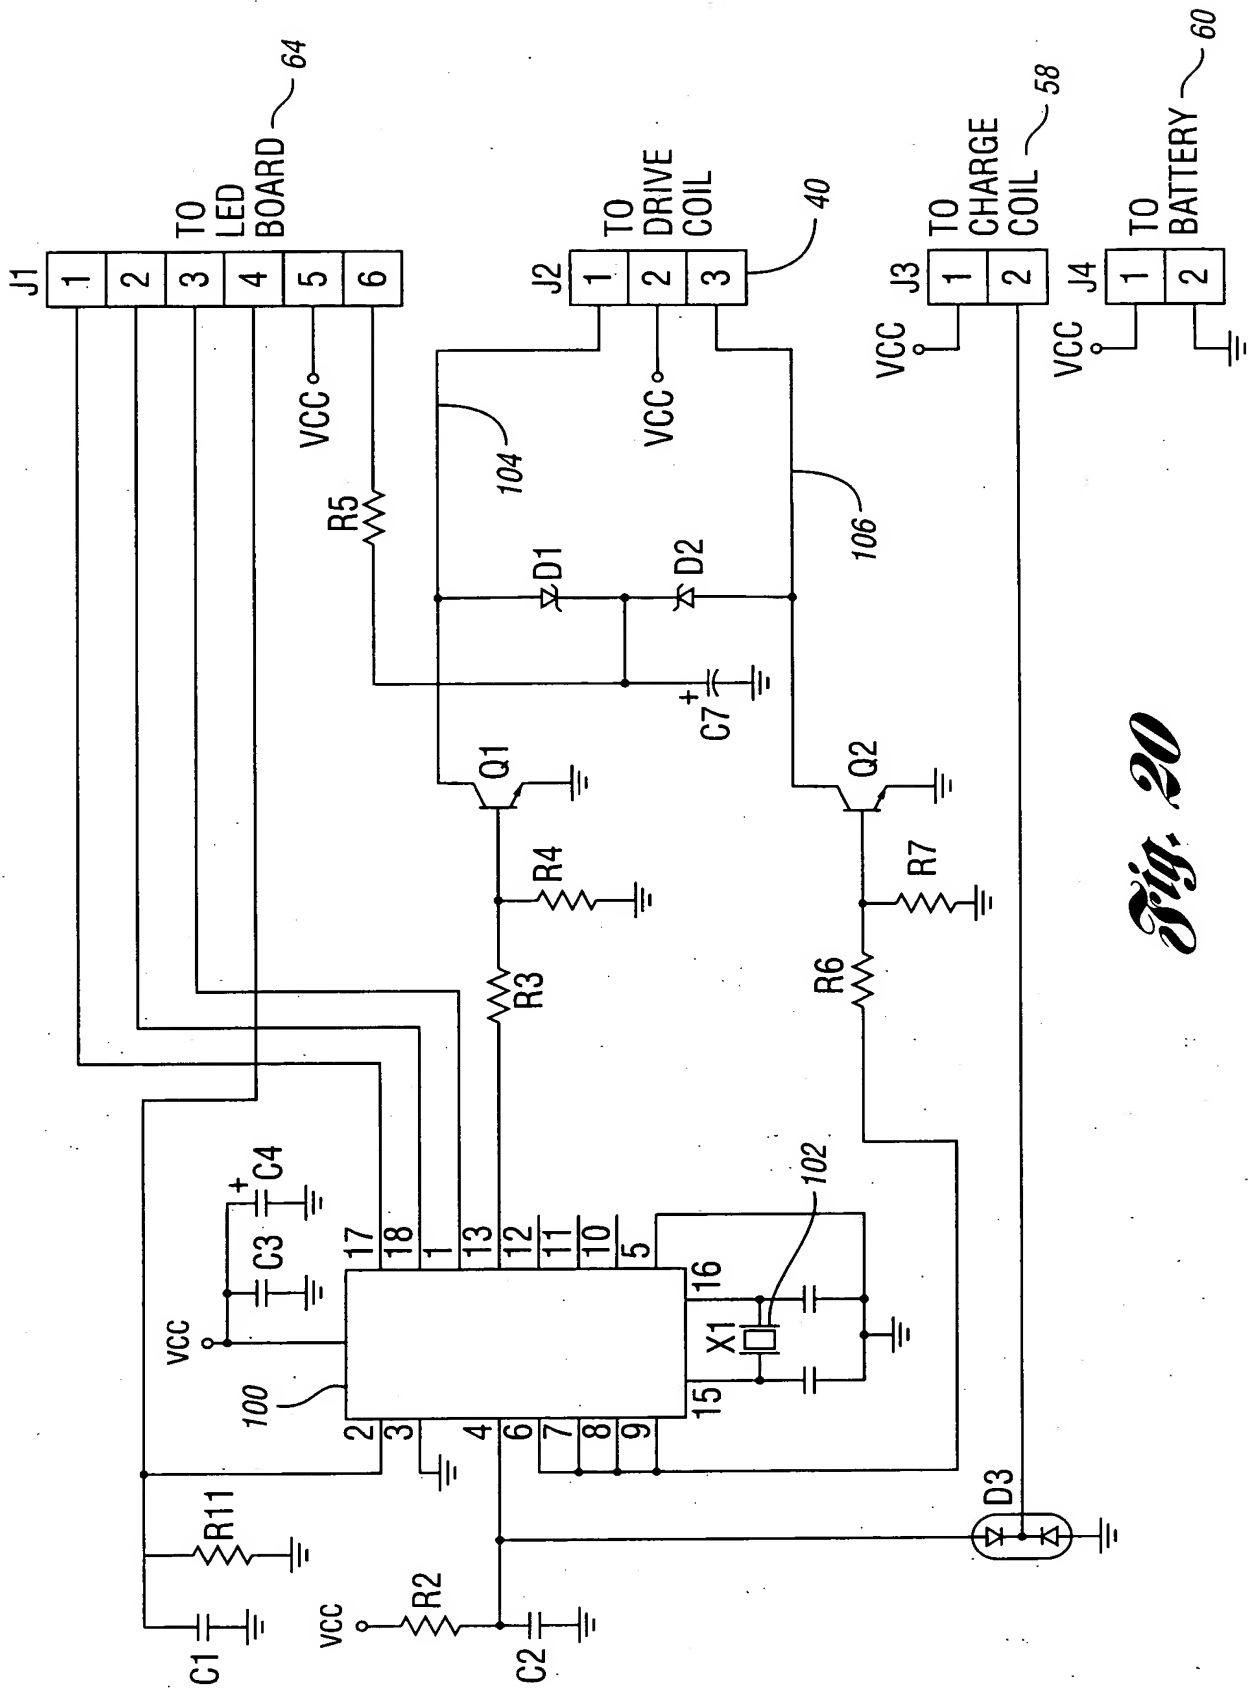 J1
1
2
3
4
5
6
TO
LED
BOARD
64
VCC
R5
J2
1
2
3
TO
DRIVE
COIL
40
VCC
104
106
D1
D2
C7
+
Q1
Q2
R4
R3
R7
R6
J3
1
2
TO
CHARGE
COIL
58
VCC
J4
1
2
TO
BATTERY
60
VCC
VCC
C3
C4
+
100
17
18
1
13
12
11
10
5
16
15
X1
102
2
3
4
6
7
8
9
R11
C1
VCC
R2
C2
D3
Fig. 20